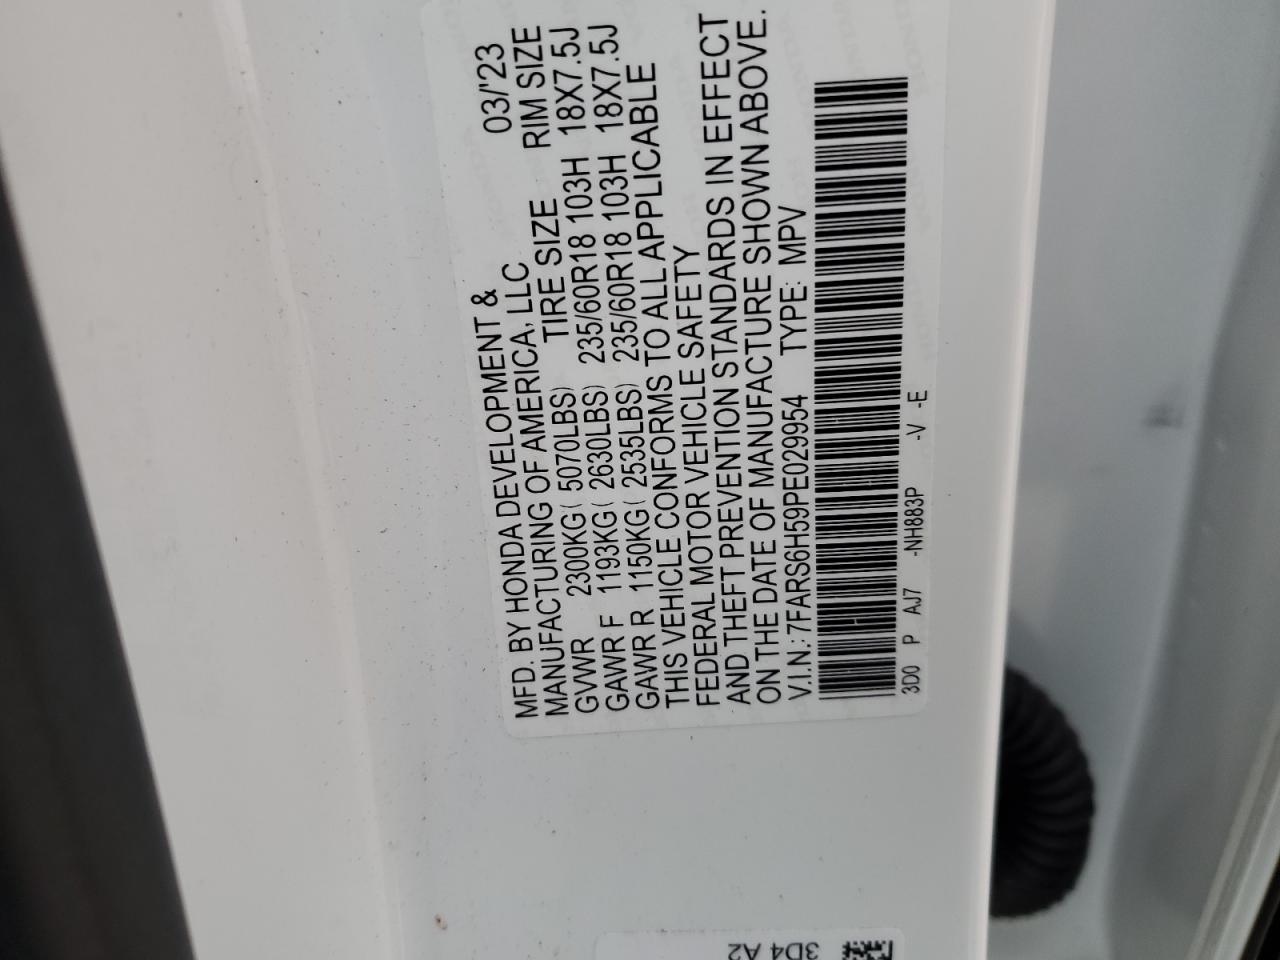 MFD. BY HONDA DEVELOPMENT & 03/'23
MANUFACTURING OF AMERICA, LLC
TIRE SIZE RIM SIZE
GVWR 2300KG( 5070LBS) 235/60R18 103H 18X7.5J
GAWR F 1193KG( 2630LBS) 235/60R18 103H 18X7.5J
GAWR R 1150KG( 2535LBS)
THIS VEHICLE CONFORMS TO ALL APPLICABLE
FEDERAL MOTOR VEHICLE SAFETY
AND THEFT PREVENTION STANDARDS IN EFFECT
ON THE DATE OF MANUFACTURE SHOWN ABOVE.
V.I.N.: 7FARS6H59PE029954 TYPE: MPV
3D0 P AJ7 -NH883P -V -E
3D4 A2